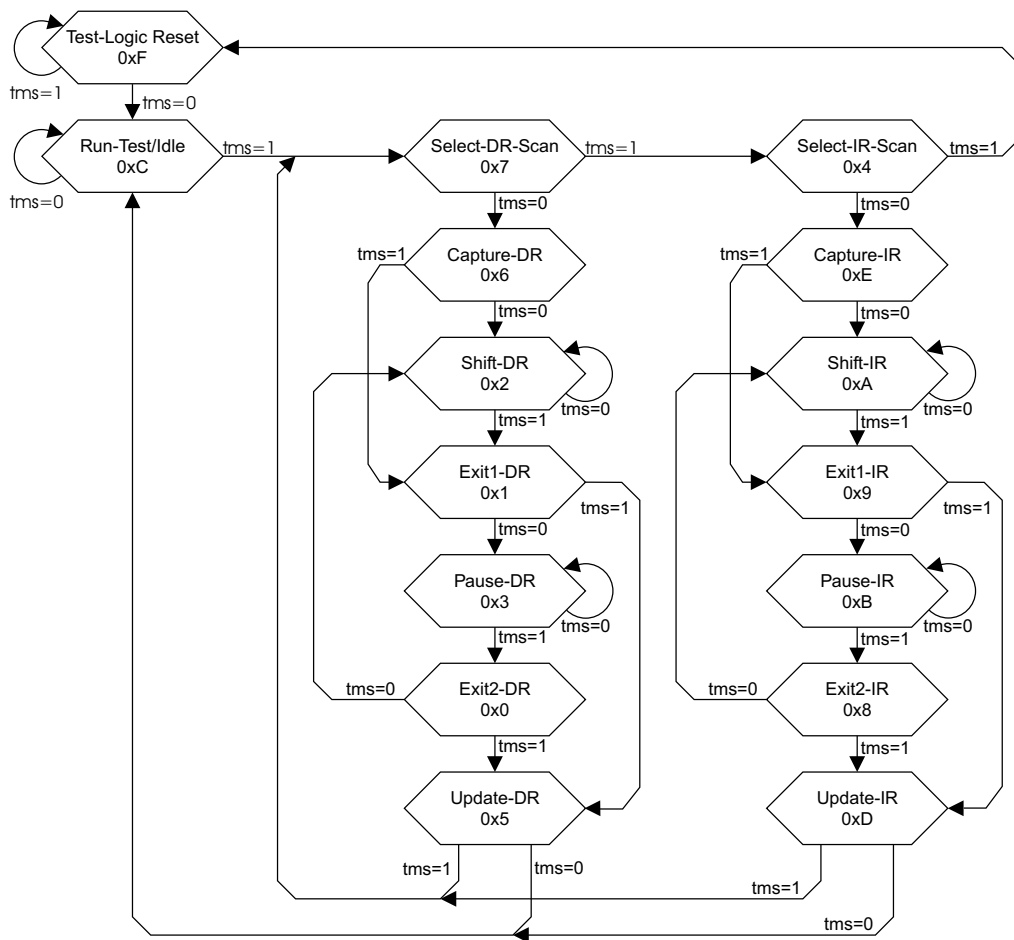 Test-Logic Reset
0xF
tms=1
tms=0
Run-Test/Idle
0xC
tms=0
tms=1
Select-DR-Scan
0x7
tms=1
Select-IR-Scan
0x4
tms=1
tms=0
tms=0
tms=1
Capture-DR
0x6
tms=1
Capture-IR
0xE
tms=0
tms=0
Shift-DR
0x2
tms=0
Shift-IR
0xA
tms=0
tms=1
tms=1
Exit1-DR
0x1
tms=1
Exit1-IR
0x9
tms=1
tms=0
tms=0
Pause-DR
0x3
tms=0
Pause-IR
0xB
tms=0
tms=1
tms=1
tms=0
Exit2-DR
0x0
tms=0
Exit2-IR
0x8
tms=1
tms=1
Update-DR
0x5
Update-IR
0xD
tms=1
tms=0
tms=1
tms=0